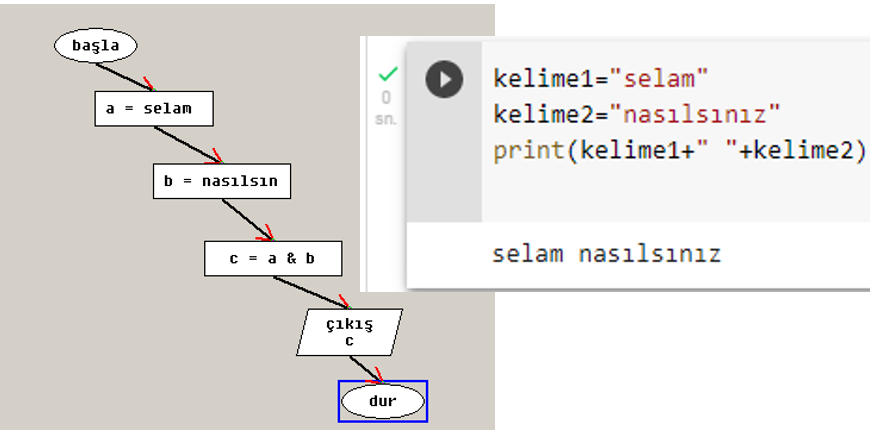 başla
a = selam
b = nasılsın
c = a & b
çıkış
c
dur
0
sn.
kelime1="selam"
kelime2="nasılsınız"
print(kelime1+" "+kelime2)
selam nasılsınız